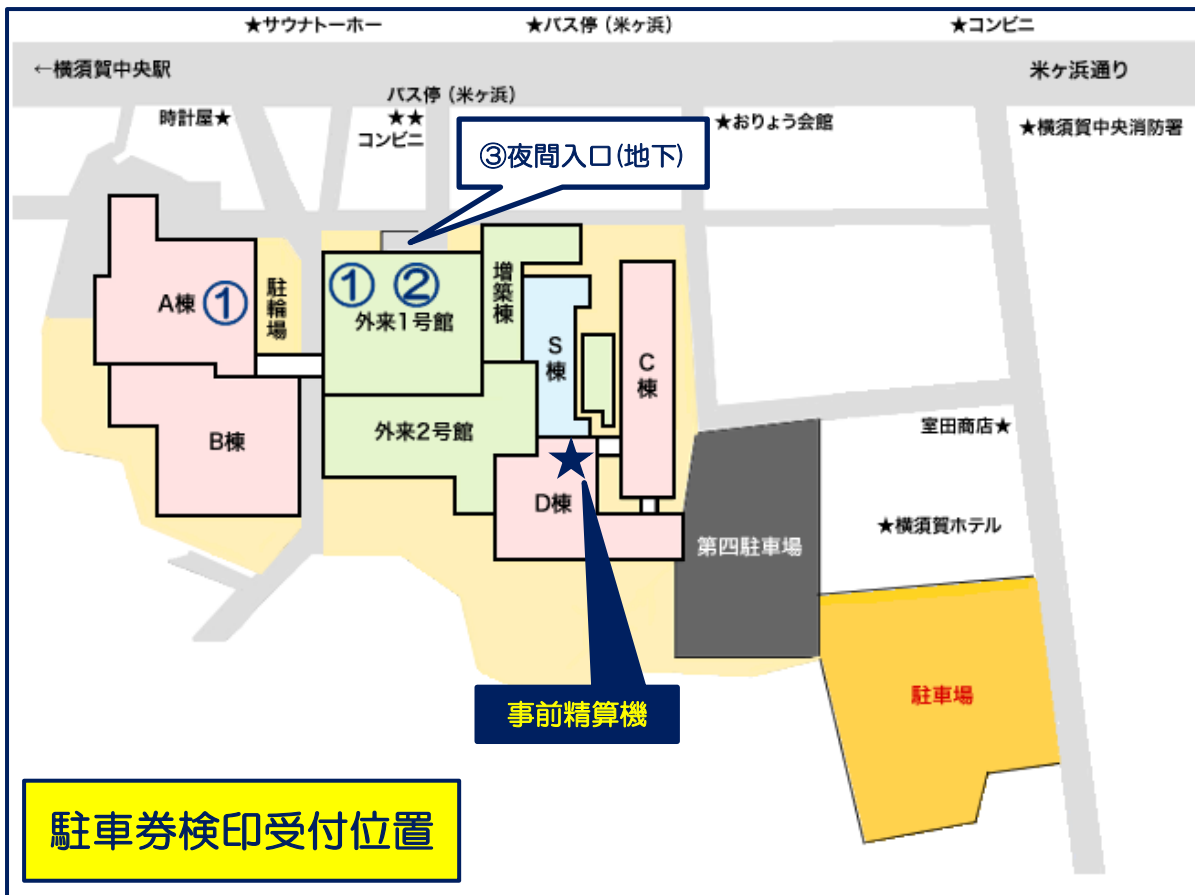 ★サウナトーホー
★バス停（米ヶ浜）
★コンビニ
←横須賀中央駅
米ヶ浜通り
バス停（米ヶ浜）
★★
コンビニ
時計屋★
★おりょう会館
★横須賀中央消防署
③夜間入口(地下)
A棟
①
駐輪場
① ②
外来1号館
増築棟
S棟
C棟
B棟
外来2号館
D棟
★
室田商店★
★横須賀ホテル
第四駐車場
駐車場
事前精算機
駐車券検印受付位置